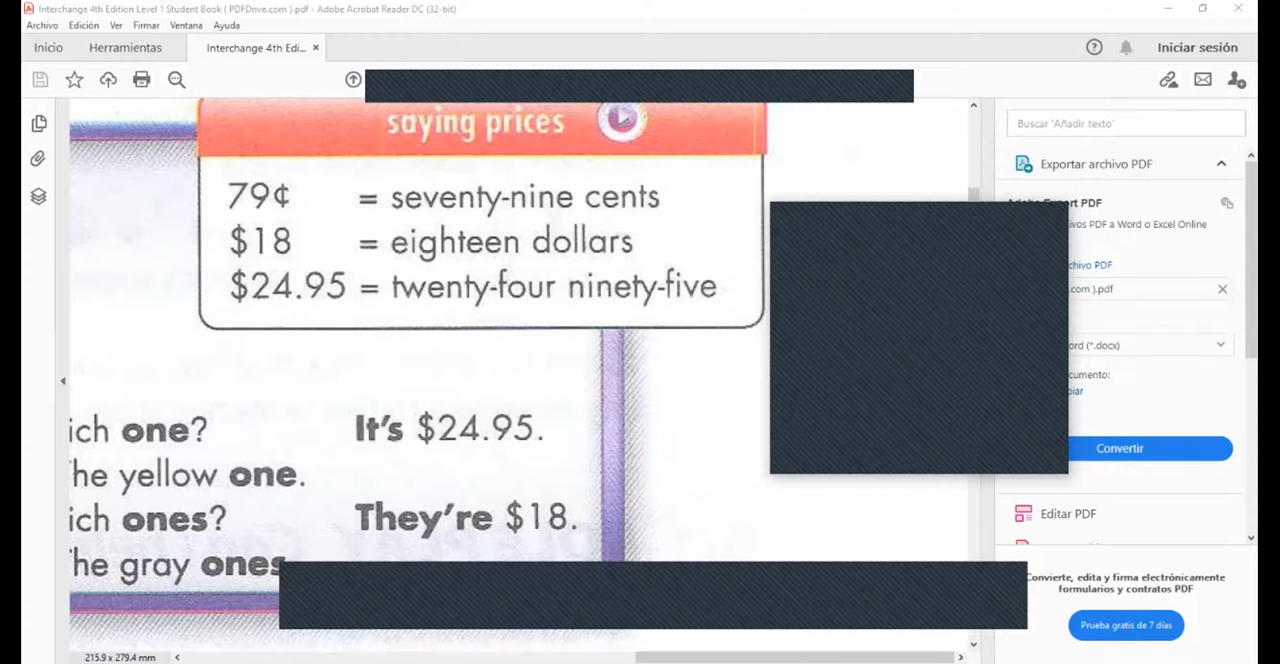 Interchange 4th Edition Level 1 Student Book ( PDFDrive.com ).pdf - Adobe Acrobat Reader DC (32-bit)
Archivo Edición Ver Firmar Ventana Ayuda
Inicio Herramientas Interchange 4th Edi... × Iniciar sesión
saying prices
79¢ = seventy-nine cents
$18 = eighteen dollars
$24.95 = twenty-four ninety-five
ich one? It's $24.95.
The yellow one.
ich ones? They're $18.
The gray ones
215.9 x 279.4 mm
Buscar 'Añadir texto'
Exportar archivo PDF
PDF
ivos PDF a Word o Excel Online
chivo PDF
.com ).pdf
ord (*.docx)
cumento:
Convertir
Editar PDF
Convierte, edita y firma electrónicamente
formularios y contratos PDF
Prueba gratis de 7 días